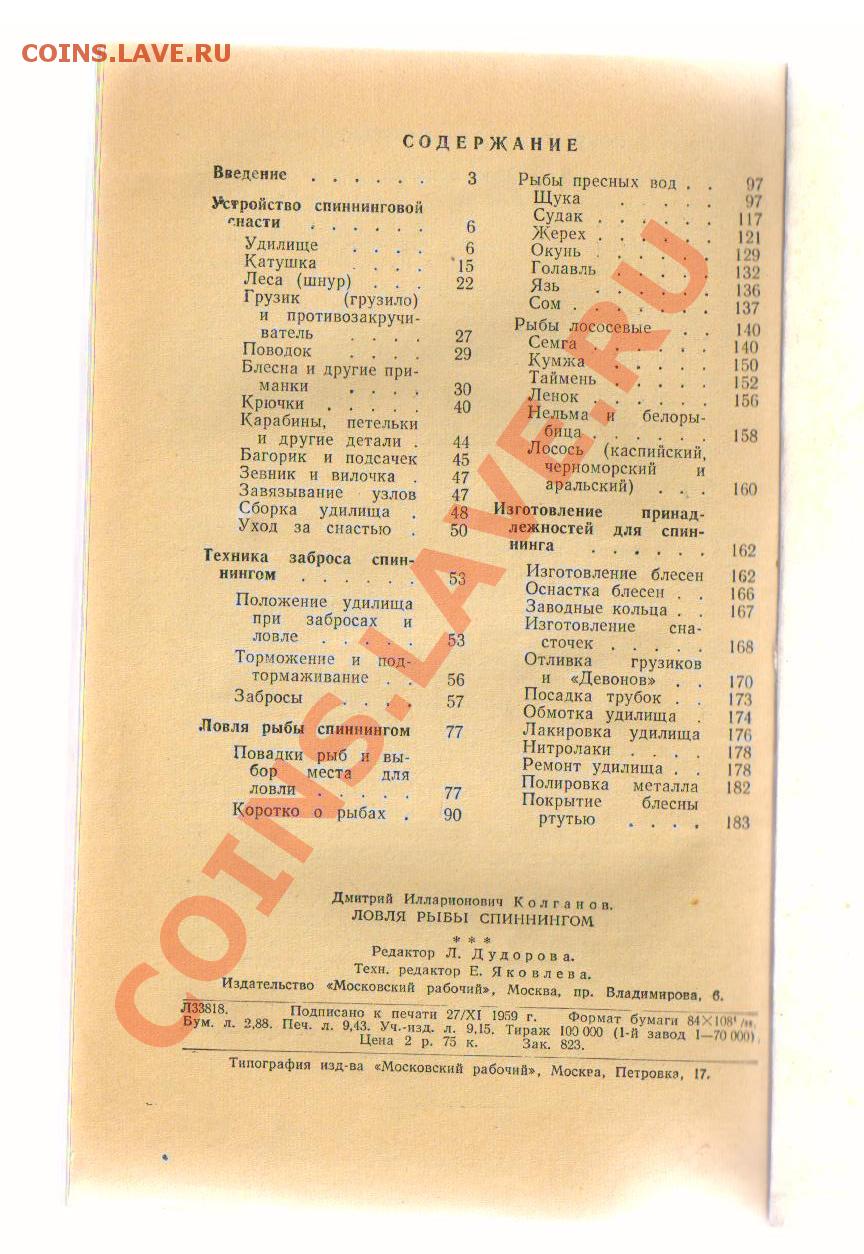 COINS.LAVE.RU
СОДЕРЖАНИЕ
Введение . . . . . . 3
Устройство спиннинговой
снасти . . . . . . 6
Удилище . . . . 6
Катушка . . . . 15
Леса (шнур) . . . 22
Грузик (грузило)
и противозакручи-
ватель . . . . 27
Поводок . . . . 29
Блесна и другие при-
манки . . . . 30
Крючки . . . . . 40
Карабины, петельки
и другие детали . 44
Багорик и подсачек 45
Зевник и вилочка . 47
Завязывание узлов 47
Сборка удилища . 48
Уход за снастью . 50
Техника заброса спин-
нингом . . . . . . 53
Положение удилища
при забросах и
ловле . . . . . 53
Торможение и под-
тормаживание . . 56
Забросы . . . . 57
Ловля рыбы спиннингом 77
Повадки рыб и вы-
бор места для
ловли . . . . . 77
Коротко о рыбах . 90
Рыбы пресных вод . . 97
Щука . . . . 97
Судак . . . . . . 117
Жерех . . . . . . 121
Окунь . . . . . . 129
Голавль . . . . . 132
Язь . . . . . . 136
Сом . . . . . . . 137
Рыбы лососевые . . 140
Семга . . . . . . 140
Кумжа . . . . . 150
Таймень . . . . . 152
Ленок . . . . . . 156
Нельма и белоры-
бица . . . . . . 158
Лосось (каспийский,
черноморский и
аральский) . . . 160
Изготовление принад-
лежностей для спин-
нинга . . . . . . 162
Изготовление блесен 162
Оснастка блесен . . 166
Заводные кольца . . 167
Изготовление сна-
сточек . . . . . 168
Отливка грузиков
и «Девонов» . . 170
Посадка трубок . . 173
Обмотка удилища . 174
Лакировка удилища 176
Нитролаки . . . . 178
Ремонт удилища . . 178
Полировка металла 182
Покрытие блесны
ртутью . . . . 183
Дмитрий Илларионович Колганов.
ЛОВЛЯ РЫБЫ СПИННИНГОМ
* * *
Редактор Л. Дудорова.
Техн. редактор Е. Яковлева.
Издательство «Московский рабочий», Москва, пр. Владимирова, 6.
Л33818. Подписано к печати 27/XI 1959 г. Формат бумаги 84×108¹/₃₂.
Бум. л. 2,88. Печ. л. 9,43. Уч.-изд. л. 9,15. Тираж 100 000 (1-й завод 1—70 000).
Цена 2 р. 75 к. Зак. 823.
Типография изд-ва «Московский рабочий», Москва, Петровка, 17.
COINS.LAVE.RU